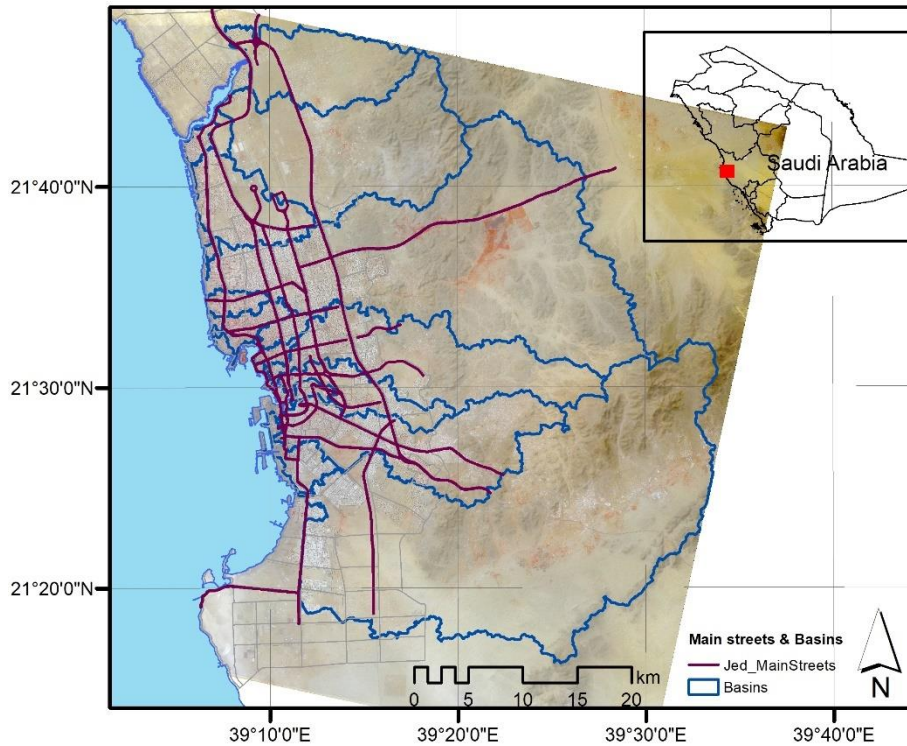 Saudi Arabia
21°40'0"N
21°30'0"N
21°20'0"N
Main streets & Basins
Jed_MainStreets
Basins
N
km
0 5 10 15 20
39°10'0"E 39°20'0"E 39°30'0"E 39°40'0"E